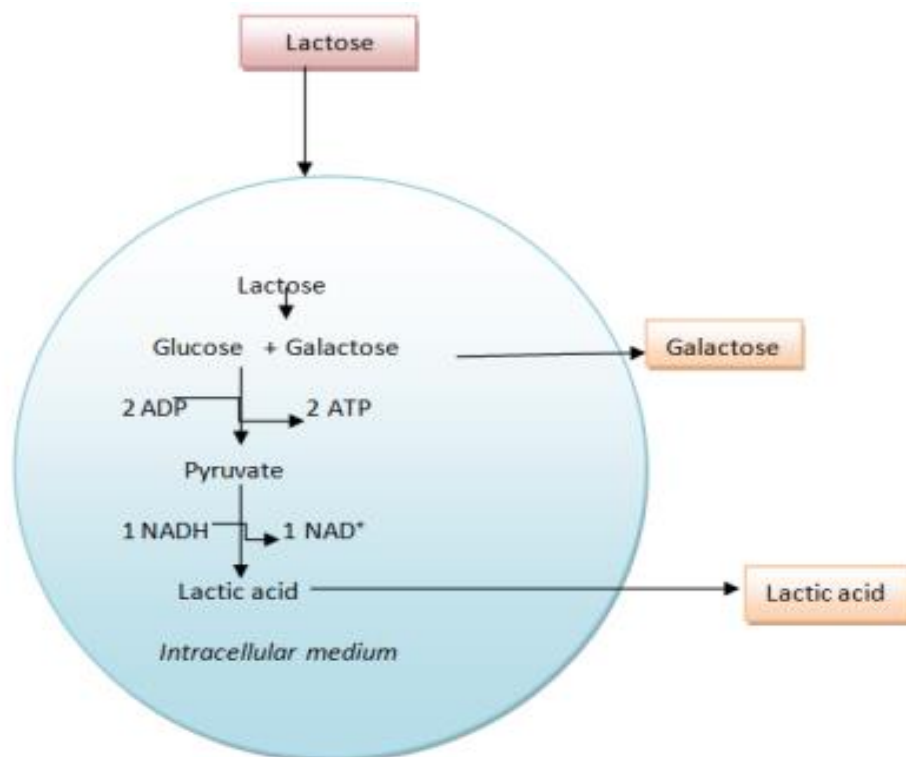 Lactose
Lactose
Glucose + Galactose
Galactose
2 ADP 2 ATP
Pyruvate
1 NADH 1 NAD⁺
Lactic acid
Lactic acid
Intracellular medium